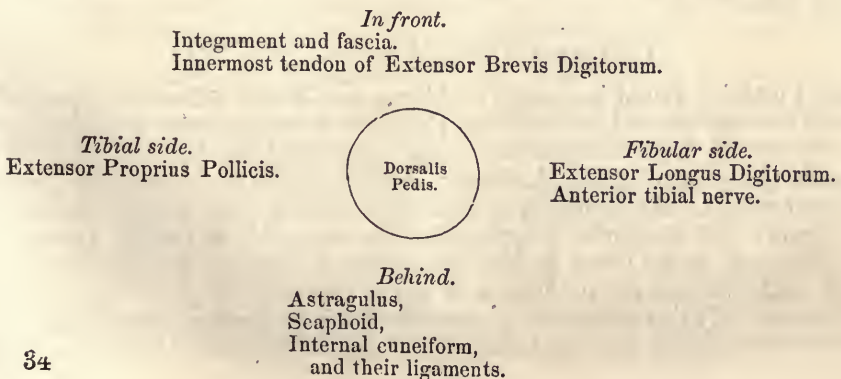 In front.
Integument and fascia.
Innermost tendon of Extensor Brevis Digitorum.
Tibial side.
Extensor Proprius Pollicis.
Dorsalis
Pedis.
Fibular side.
Extensor Longus Digitorum.
Anterior tibial nerve.
Behind.
Astragulus,
Scaphoid,
Internal cuneiform,
and their ligaments.
34